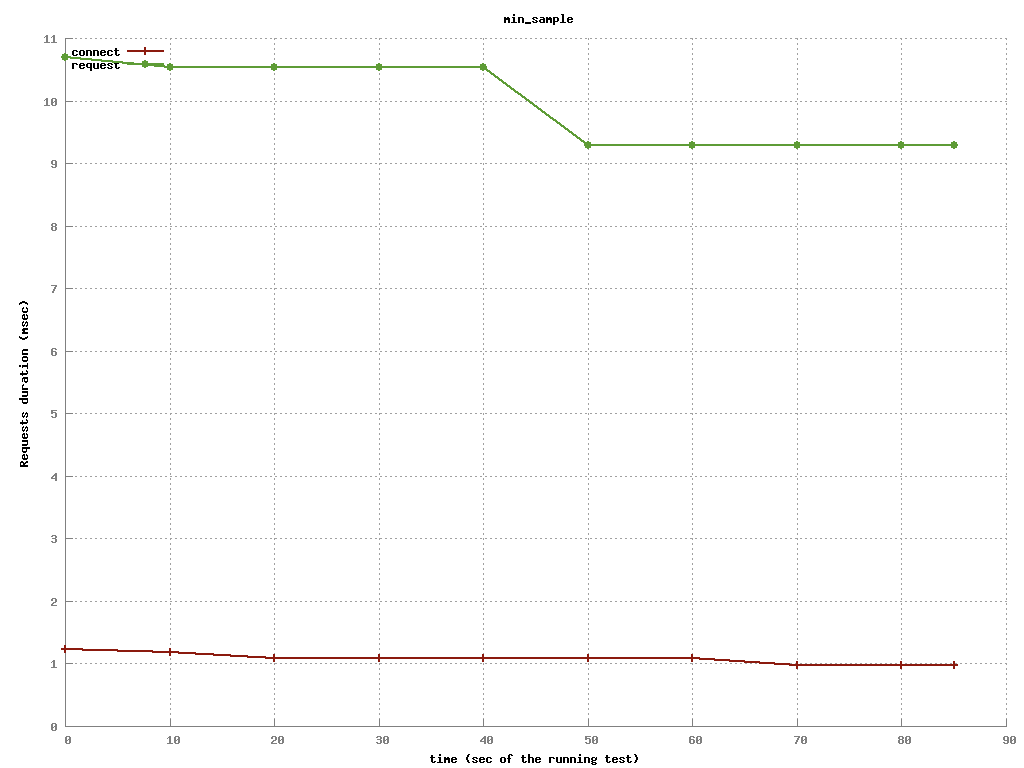 min_sample
connect
request
11
10
9
8
7
6
5
4
3
2
1
0
Requests duration (msec)
0 10 20 30 40 50 60 70 80 90
time (sec of the running test)